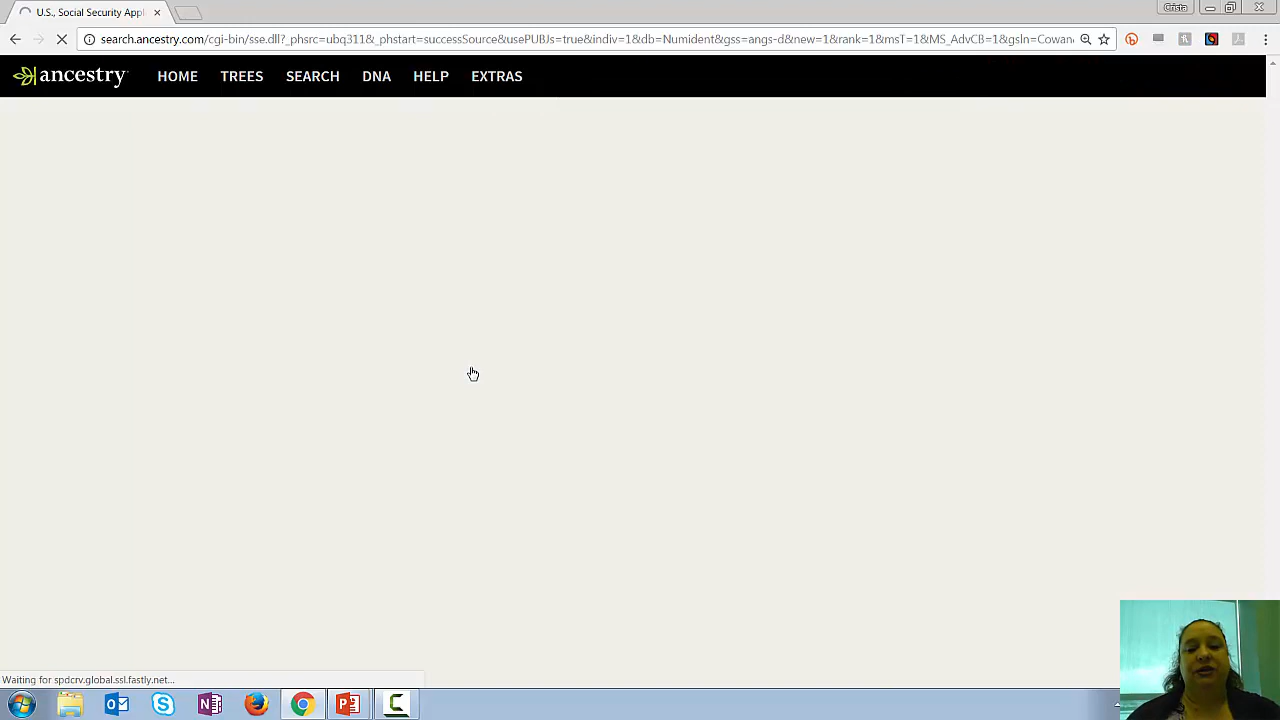 U.S., Social Security Appl
Crista
search.ancestry.com/cgi-bin/sse.dll?_phsrc=ubq311&_phstart=successSource&usePUBJs=true&indiv=1&db=Numident&gss=angs-d&new=1&rank=1&msT=1&MS_AdvCB=1&gsln=Cowan
ancestry HOME TREES SEARCH DNA HELP EXTRAS
Waiting for spdcrv.global.ssl.fastly.net...